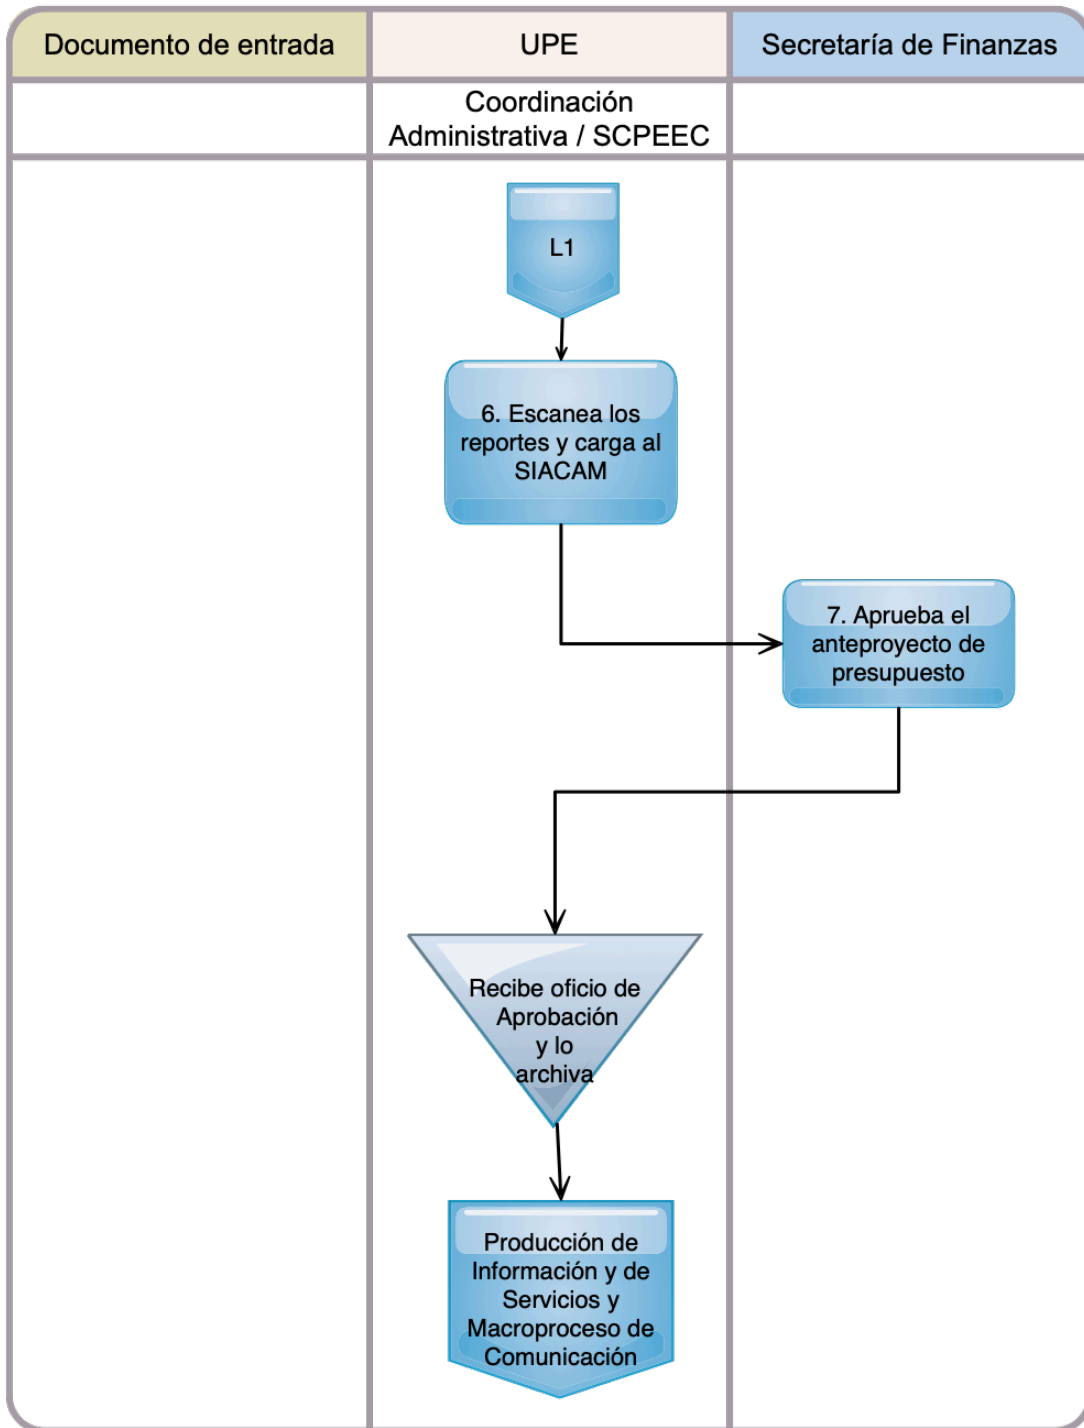 Documento de entrada
UPE
Secretaría de Finanzas
Coordinación
Administrativa / SCPEEC
L1
6. Escanea los
reportes y carga al
SIACAM
7. Aprueba el
anteproyecto de
presupuesto
Recibe oficio de
Aprobación
y lo
archiva
Producción de
Información y de
Servicios y
Macroproceso de
Comunicación